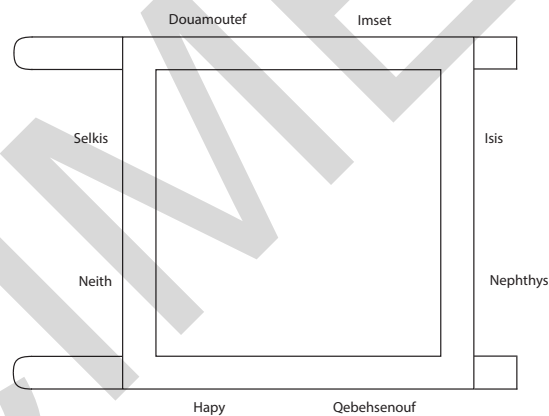 Douamoutef Imset
Selkis Isis
Neith Nephthys
Hapy Qebehsenouf